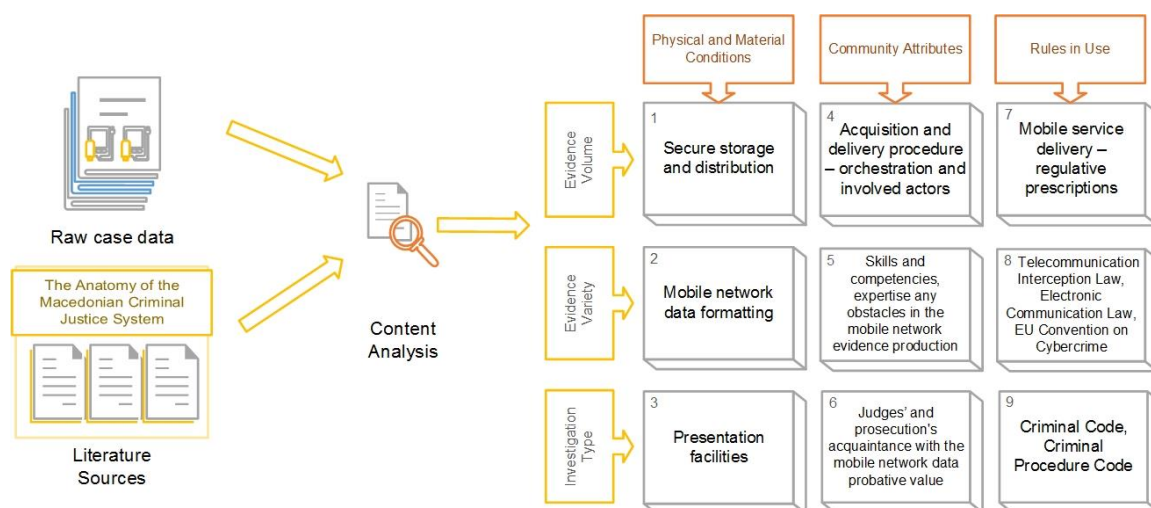 Raw case data
The Anatomy of the
Macedonian Criminal
Justice System
Literature
Sources
Content
Analysis
Physical and Material
Conditions
Community Attributes
Rules in Use
Evidence
Volume
1
Secure storage
and distribution
4
Acquisition and
delivery procedure
– orchestration and
involved actors
7
Mobile service
delivery –
regulative
prescriptions
Evidence
Variety
2
Mobile network
data formatting
5
Skills and
competencies,
expertise any
obstacles in the
mobile network
evidence production
8
Telecommunication
Interception Law,
Electronic
Communication Law,
EU Convention on
Cybercrime
Investigation
Type
3
Presentation
facilities
6
Judges’ and
prosecution's
acquaintance with the
mobile network data
probative value
9
Criminal Code,
Criminal
Procedure Code